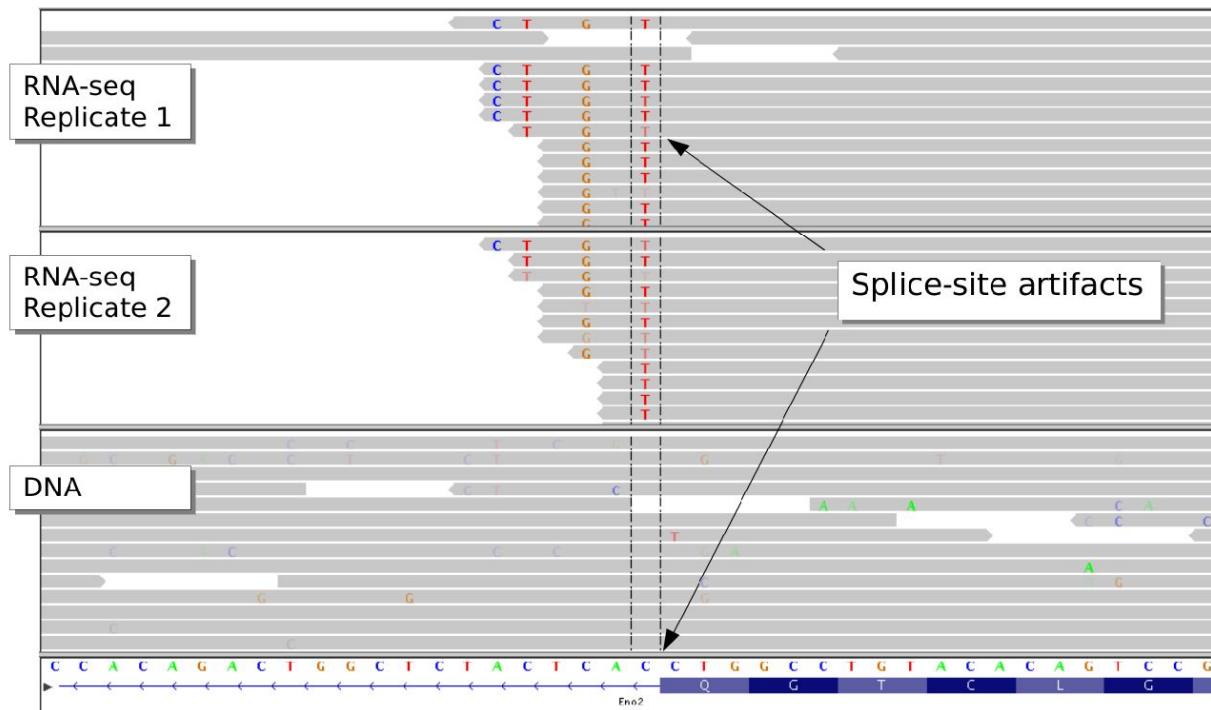 C T G T
RNA-seq
Replicate 1
C T G T
C T G T
C T G T
C T G T
T G T
G T
G T
G T
G T T
G T
G T
RNA-seq
Replicate 2
C T G T
T G T
T G T
G T
T T
G T
G T
G T
T
T
T
T
Splice-site artifacts
DNA
C C T C G
G C G A C C T C T G T G
C T C
A A A C A
C C C
T
C C C C A
A
C G
G G G
C
C
C C A C A G A C T G G C T C T A C T C A C C T G G C C T G T A C A C A G T C C G
Q G T C L G
Eno2